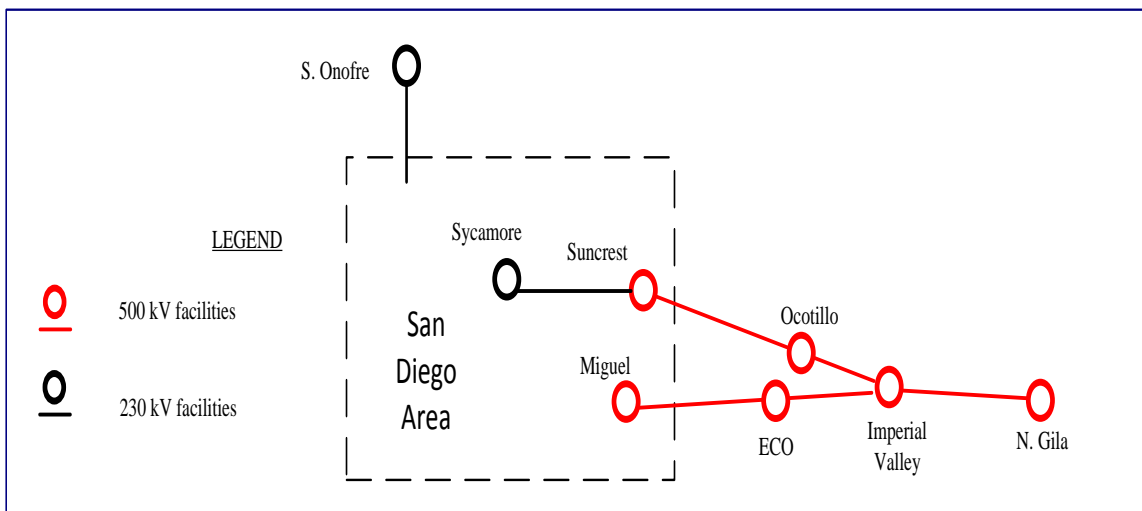 S. Onofre
Sycamore
LEGEND
Suncrest
500 kV facilities
Ocotillo
San
Diego
Area
Miguel
230 kV facilities
ECO
Imperial
Valley
N. Gila